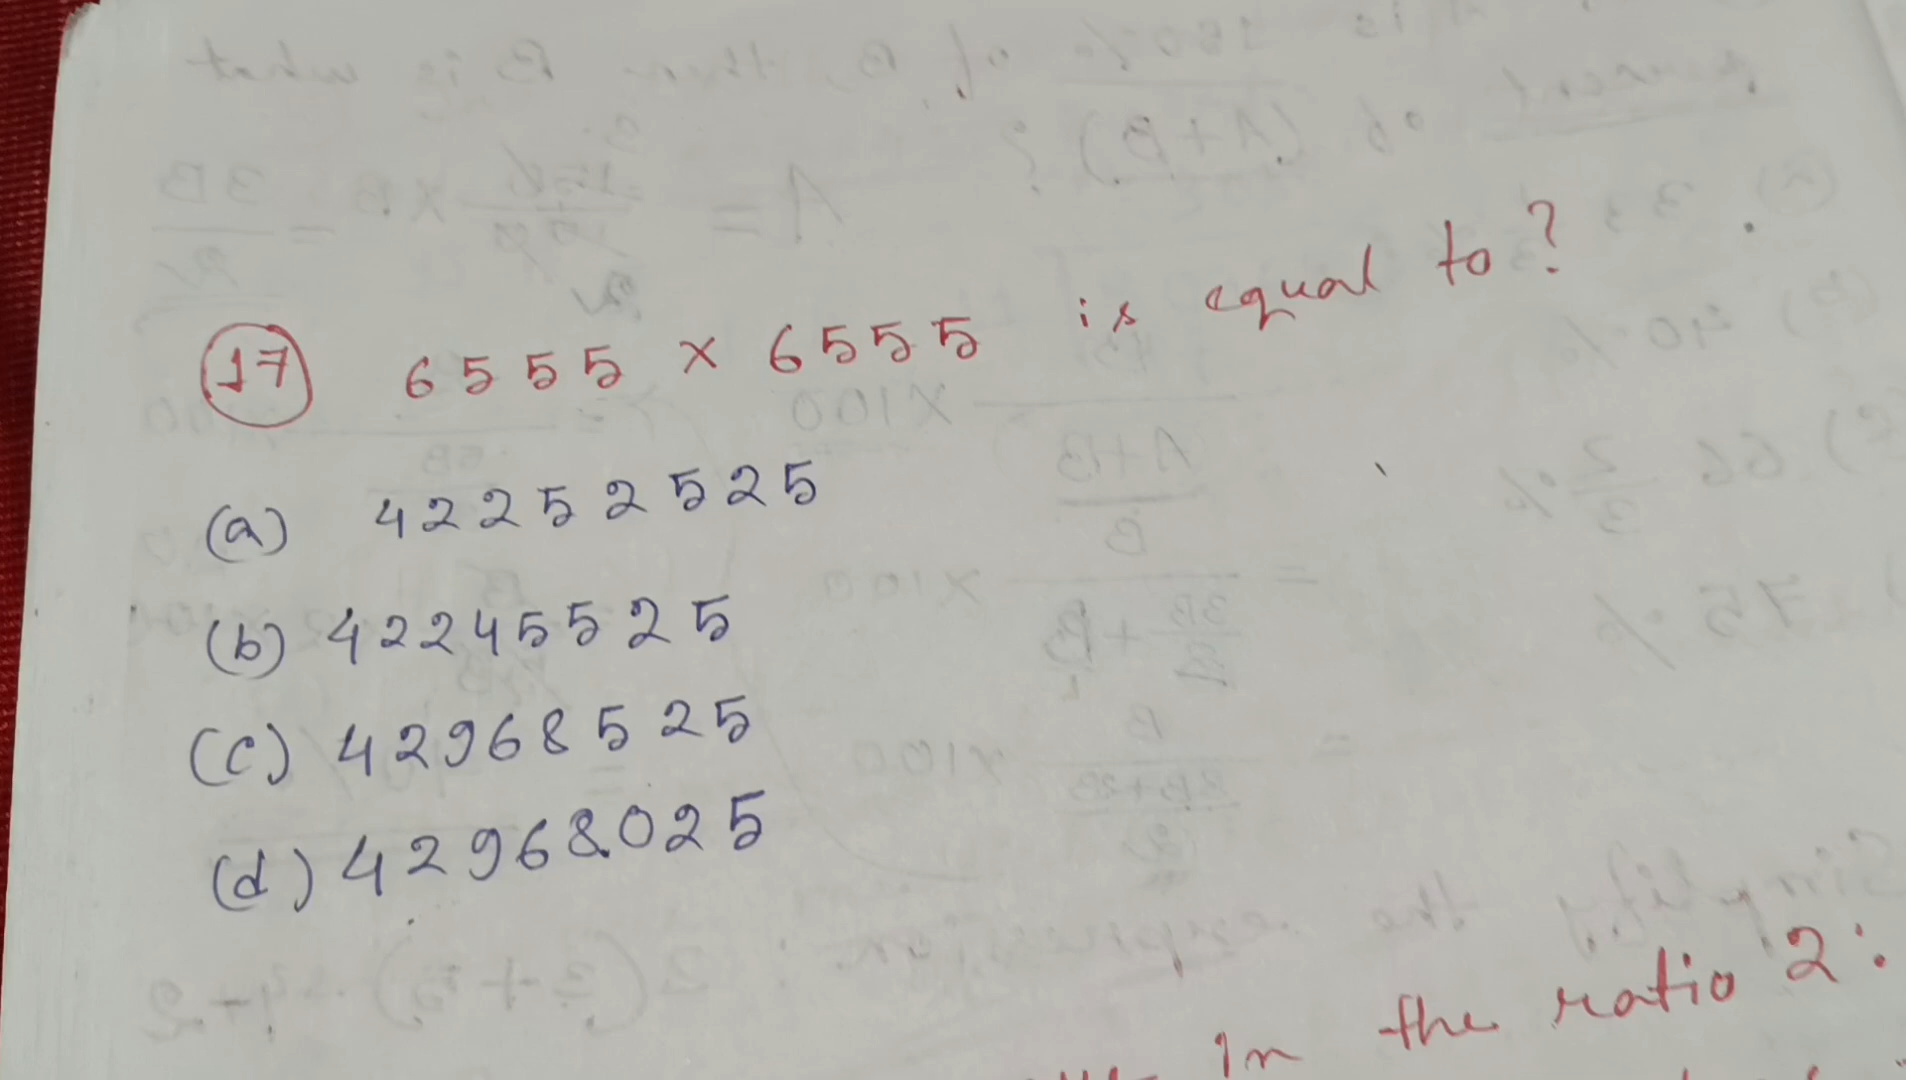 17 6555 × 6555 is equal to?
(a) 42252525
(b) 42245525
(c) 42968525
(d) 42968025
In the ratio 2: